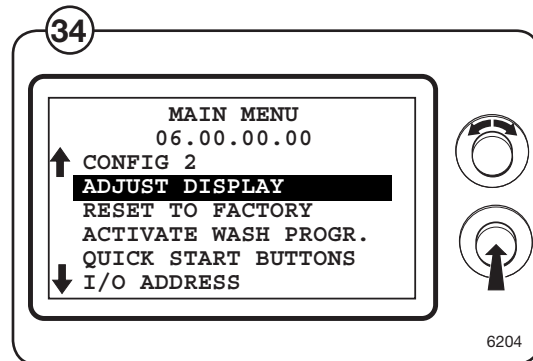 34
MAIN MENU
06.00.00.00
CONFIG 2
ADJUST DISPLAY
RESET TO FACTORY
ACTIVATE WASH PROGR.
QUICK START BUTTONS
I/O ADDRESS
6204